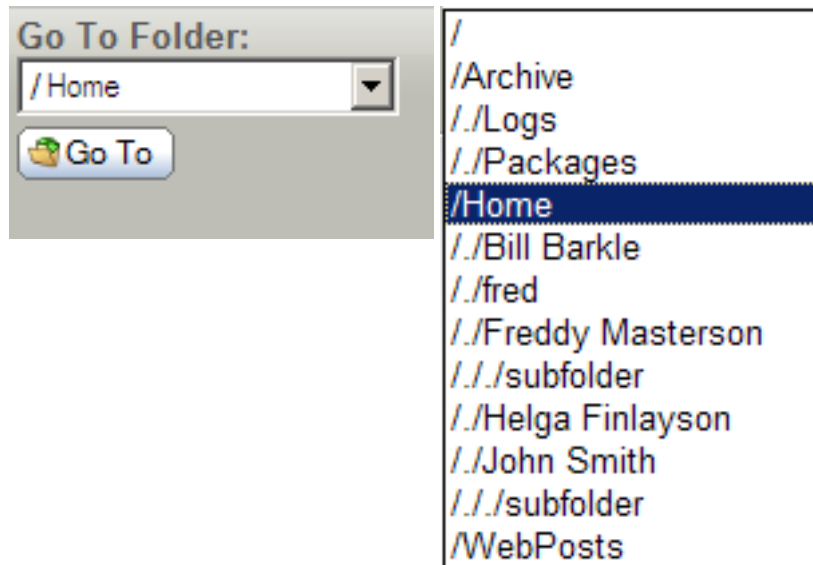 Go To Folder:
/ Home
Go To
/
/Archive
/./Logs
/./Packages
/Home
/./Bill Barkle
/./fred
/./Freddy Masterson
/././subfolder
/./Helga Finlayson
/./John Smith
/././subfolder
/WebPosts